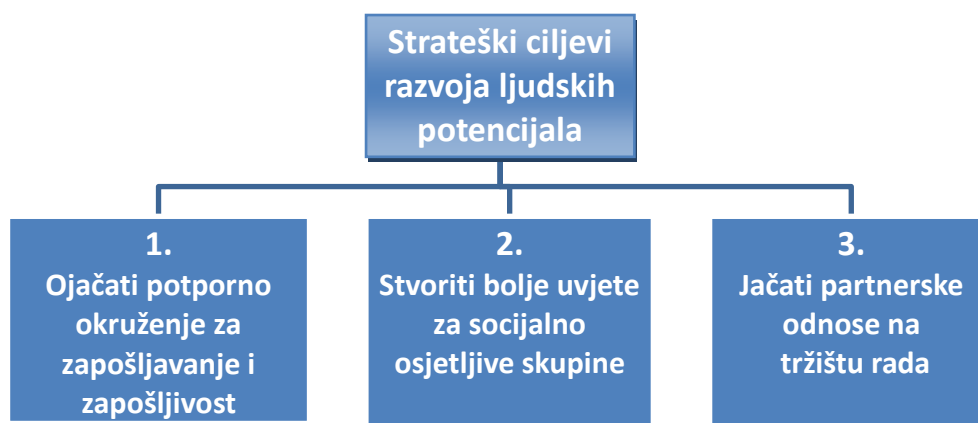 Strateški ciljevi
razvoja ljudskih
potencijala
1.
Ojačati potporno
okruženje za
zapošljavanje i
zapošljivost
2.
Stvoriti bolje uvjete
za socijalno
osjetljive skupine
3.
Jačati partnerske
odnose na
tržištu rada